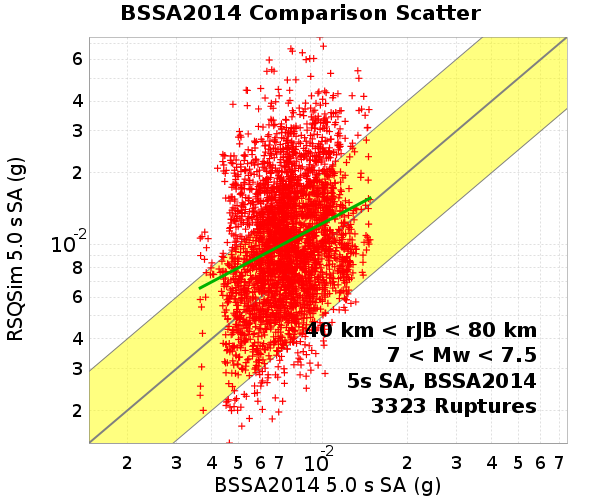 BSSA2014 Comparison Scatter
RSQSim 5.0 s SA (g)
6
4
3
2
10-2
8
6
4
3
2
40 km < rJB < 80 km
7 < Mw < 7.5
5s SA, BSSA2014
3323 Ruptures
2 3 4 5 6 7 10-2 2 3 4 5 6 7
BSSA2014 5.0 s SA (g)